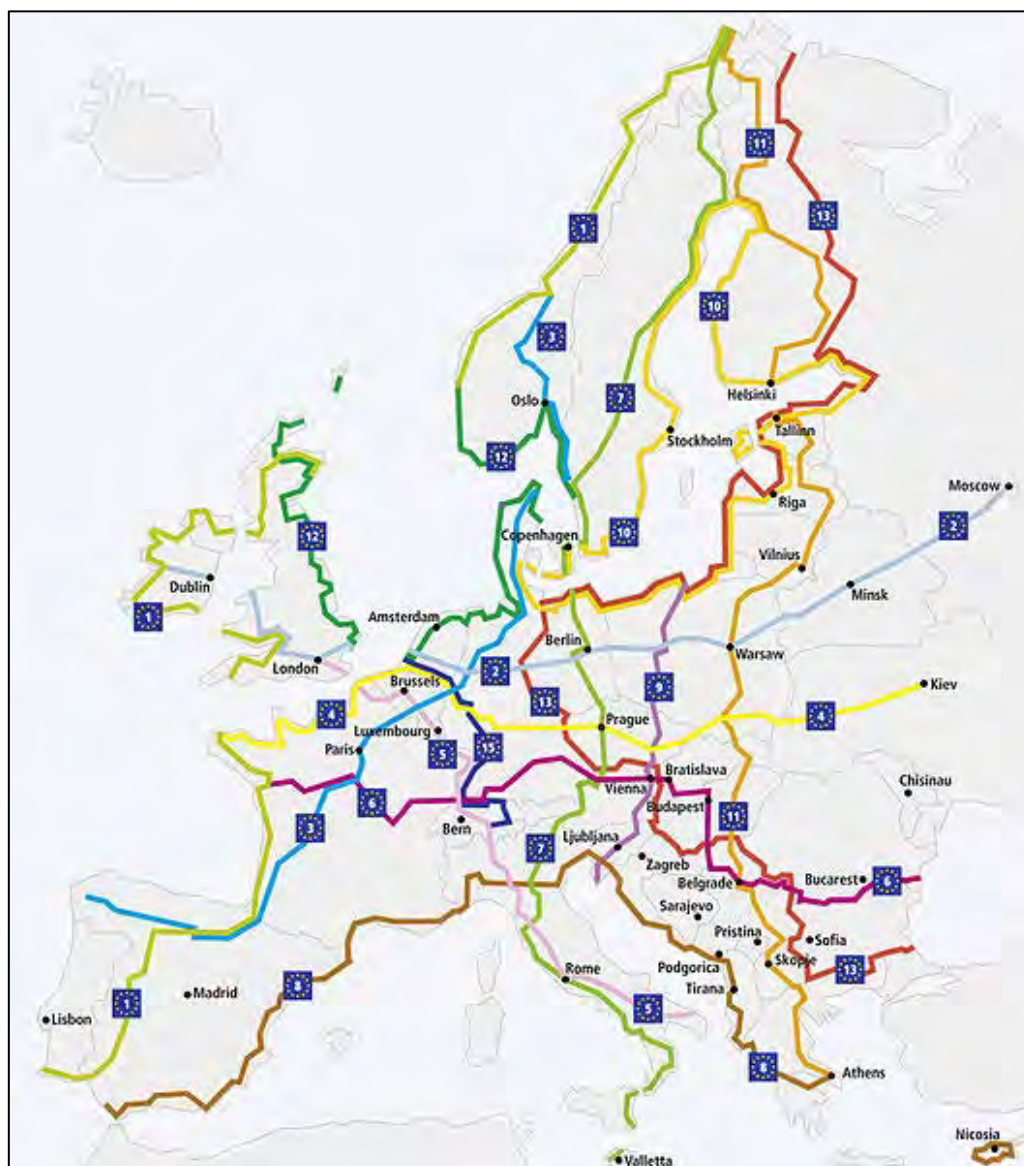 11
13
1
10
3
Helsinki
7
Oslo
Tallinn
Stockholm
12
Moscow
Riga
2
12
10
Copenhagen
Vilnius
Dublin
Minsk
1
Amsterdam
Berlin
Warsaw
London
2
Brussels
9
Kiev
13
4
4
Prague
Luxembourg
Paris
5
15
Bratislava
Vienna
Chisinau
6
Budapest
Bern
3
11
Ljubljana
7
Zagreb
Belgrade
Bucarest
6
Sarajevo
Pristina
Sofia
Podgorica
Skopje
Rome
13
8
Madrid
Tirana
1
Lisbon
5
8
Athens
Nicosia
Valletta